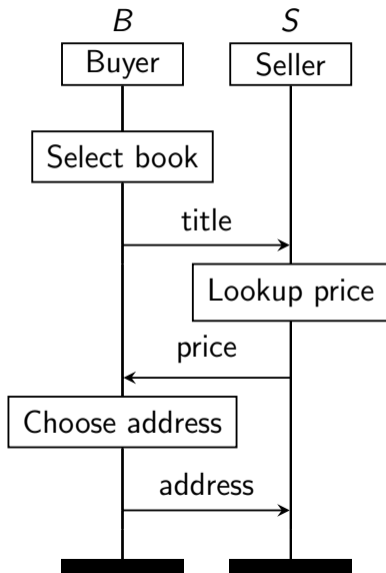 B S
Buyer Seller
Select book
title
Lookup price
price
Choose address
address